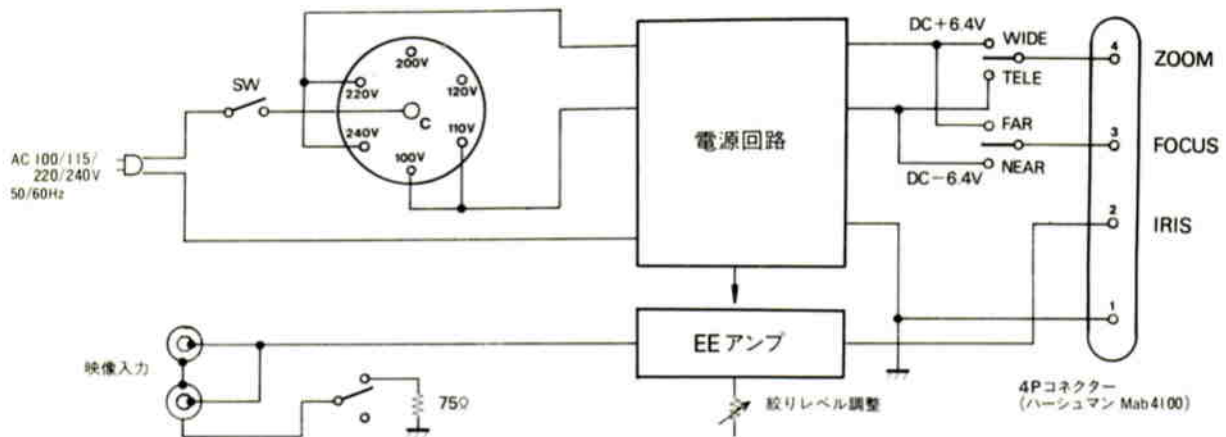 SW
200V
220V
120V
C
240V
110V
100V
AC 100/115/
220/240V
50/60Hz
電源回路
DC+6.4V
WIDE
TELE
FAR
NEAR
DC−6.4V
4
ZOOM
3
FOCUS
2
IRIS
1
映像入力
75Ω
EEアンプ
絞りレベル調整
4Pコネクター
(ハーシュマン Mab4100)